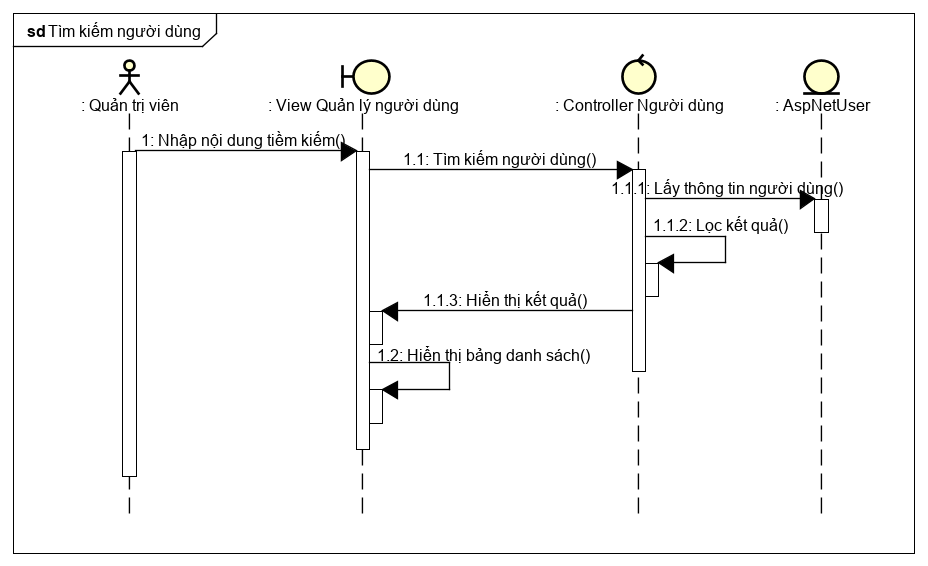 sd Tìm kiếm người dùng
: Quản trị viên
: View Quản lý người dùng
: Controller Người dùng
: AspNetUser
1: Nhập nội dung tiềm kiếm()
1.1: Tìm kiếm người dùng()
1.1.1: Lấy thông tin người dùng()
1.1.2: Lọc kết quả()
1.1.3: Hiển thị kết quả()
1.2: Hiển thị bảng danh sách()